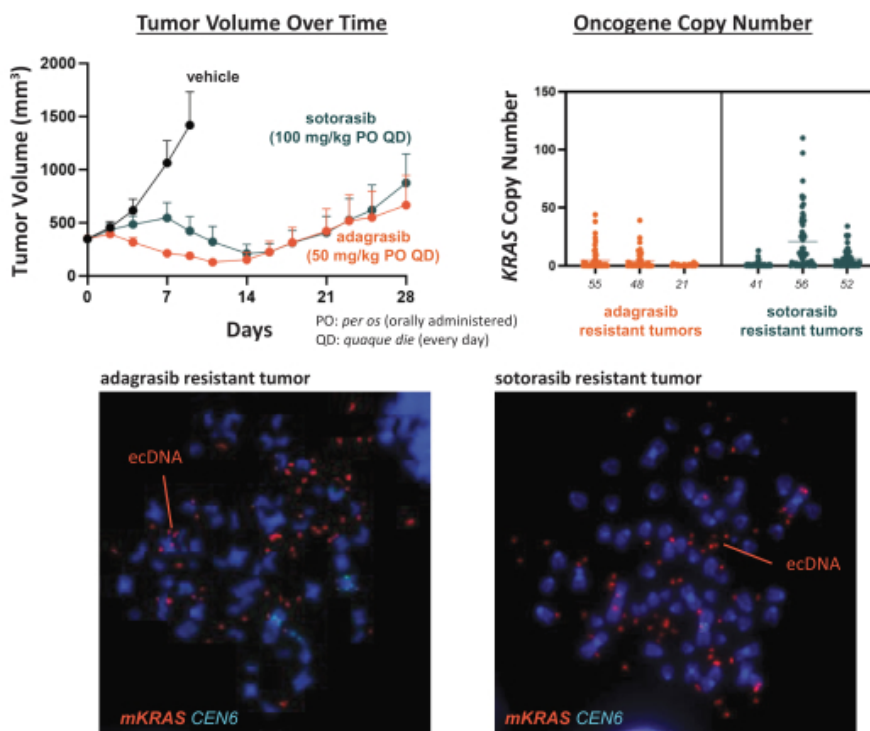 Tumor Volume Over Time
Oncogene Copy Number
Tumor Volume (mm³)
2000
1500
1000
500
0
vehicle
sotorasib
(100 mg/kg PO QD)
adagrasib
(50 mg/kg PO QD)
0
7
14
21
28
Days
PO: per os (orally administered)
QD: quaque die (every day)
KRAS Copy Number
150
100
50
0
55
48
21
41
56
52
adagrasib
resistant tumors
sotorasib
resistant tumors
adagrasib resistant tumor
ecDNA
mKRAS CEN6
sotorasib resistant tumor
ecDNA
mKRAS CEN6